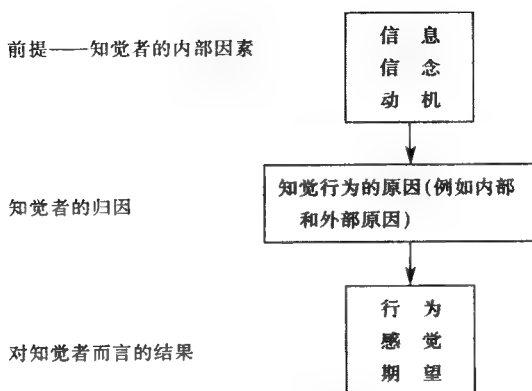 前提——知觉者的内部因素
信 息
信 念
动 机
知觉者的归因
知觉行为的原因(例如内部
和外部原因)
对知觉者而言的结果
行 为
感 觉
期 望